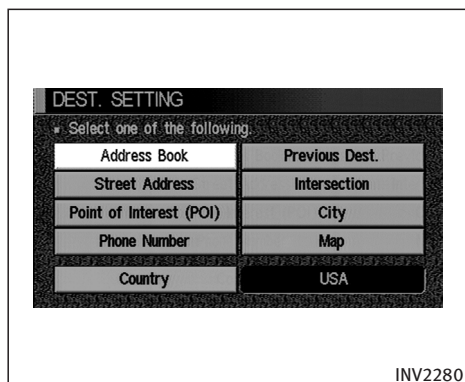 DEST. SETTING
Select one of the following.
Address Book Previous Dest.
Street Address Intersection
Point of Interest (POI) City
Phone Number Map
Country USA
INV2280